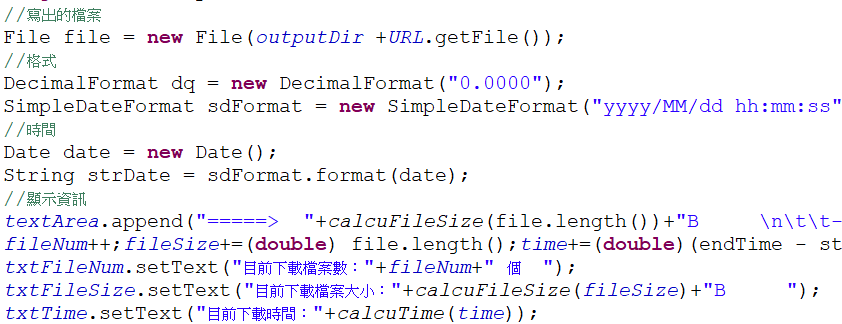 //寫出的檔案
File file = new File(outputDir +URL.getFile());
//格式
DecimalFormat dq = new DecimalFormat("0.0000");
SimpleDateFormat sdFormat = new SimpleDateFormat("yyyy/MM/dd hh:mm:ss"
//時間
Date date = new Date();
String strDate = sdFormat.format(date);
//顯示資訊
textArea.append("=====>  "+calcuFileSize(file.length())+"B     \n\t\t-
fileNum++;fileSize+=(double) file.length();time+=(double)(endTime - st
txtFileNum.setText("目前下載檔案數："+fileNum+" 個  ");
txtFileSize.setText("目前下載檔案大小："+calcuFileSize(fileSize)+"B     ");
txtTime.setText("目前下載時間："+calcuTime(time));